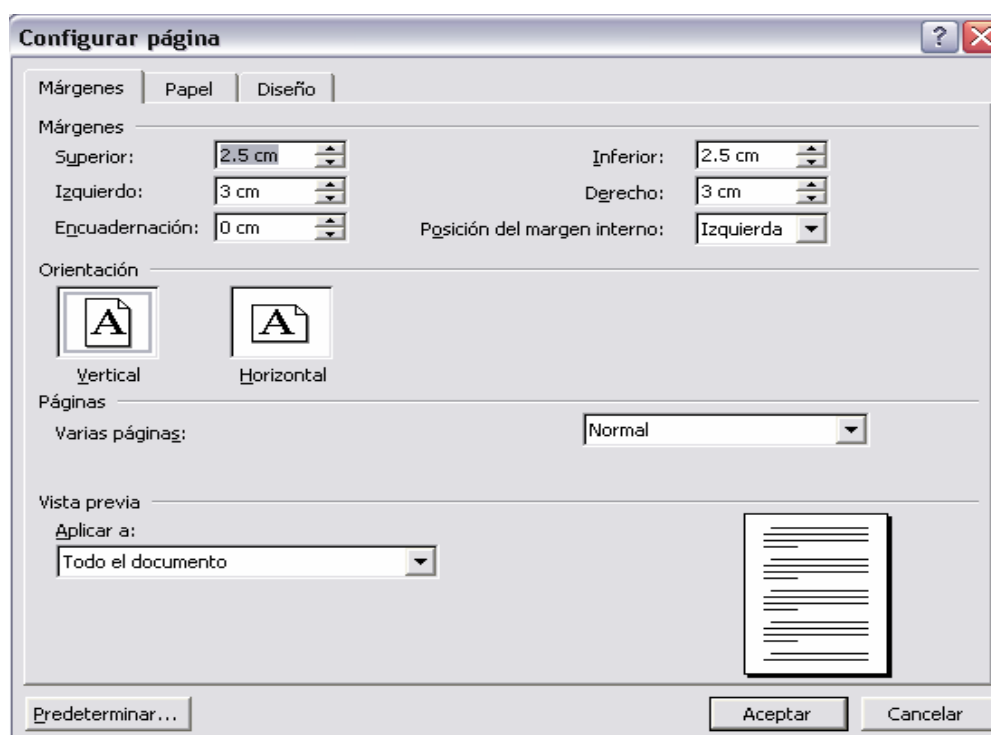 Configurar página
Márgenes Papel Diseño
Márgenes
Superior: 2.5 cm Inferior: 2.5 cm
Izquierdo: 3 cm Derecho: 3 cm
Encuadernación: 0 cm Posición del margen interno: Izquierda
Orientación
A A
Vertical Horizontal
Páginas
Varias páginas: Normal
Vista previa
Aplicar a:
Todo el documento
Predeterminar... Aceptar Cancelar